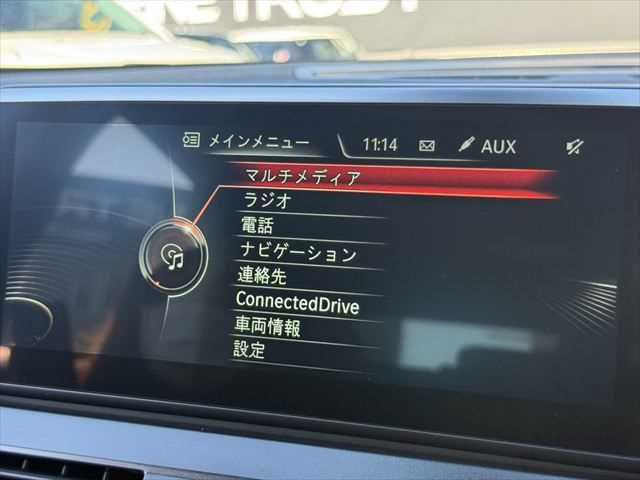 メインメニュー 11:14 AUX
マルチメディア
ラジオ
電話
ナビゲーション
連絡先
ConnectedDrive
車両情報
設定